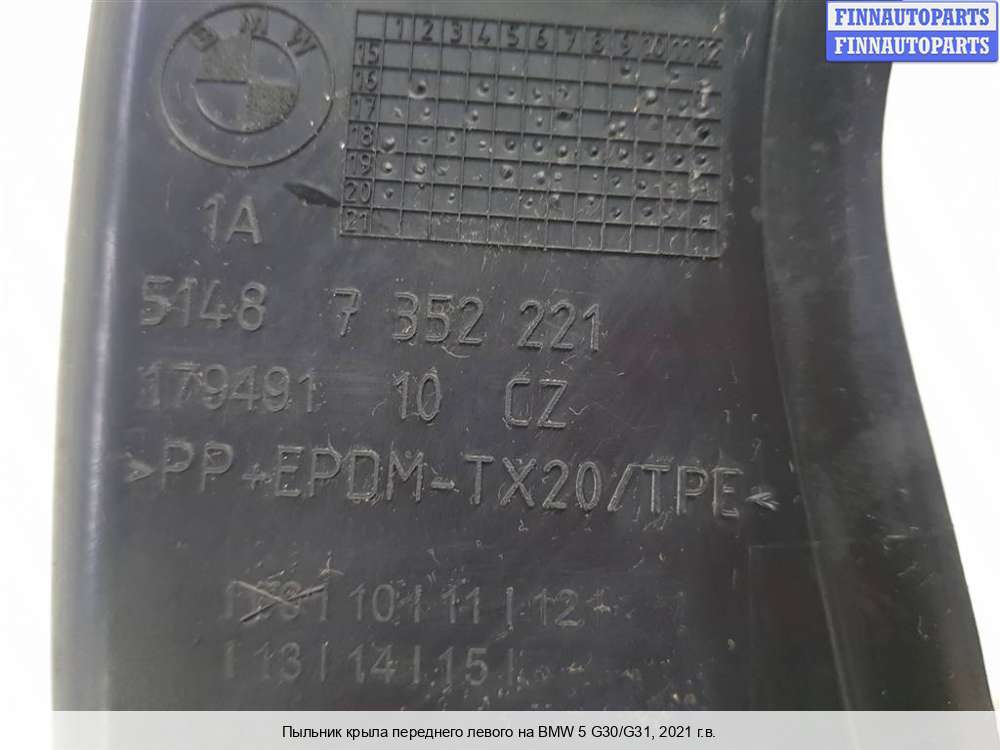 FINNAUTOPARTS
FINNAUTOPARTS
BMW
1 2 3 4 5 6 7 8 9 10 11 12
15
16
17
18
19
20
21
1A
5148 7 352 221
179491 10 CZ
>PP+EPDM-TX20/TPE<
10 | 11 | 12
| 13 | 14 | 15 |
Пыльник крыла переднего левого на BMW 5 G30/G31, 2021 г.в.